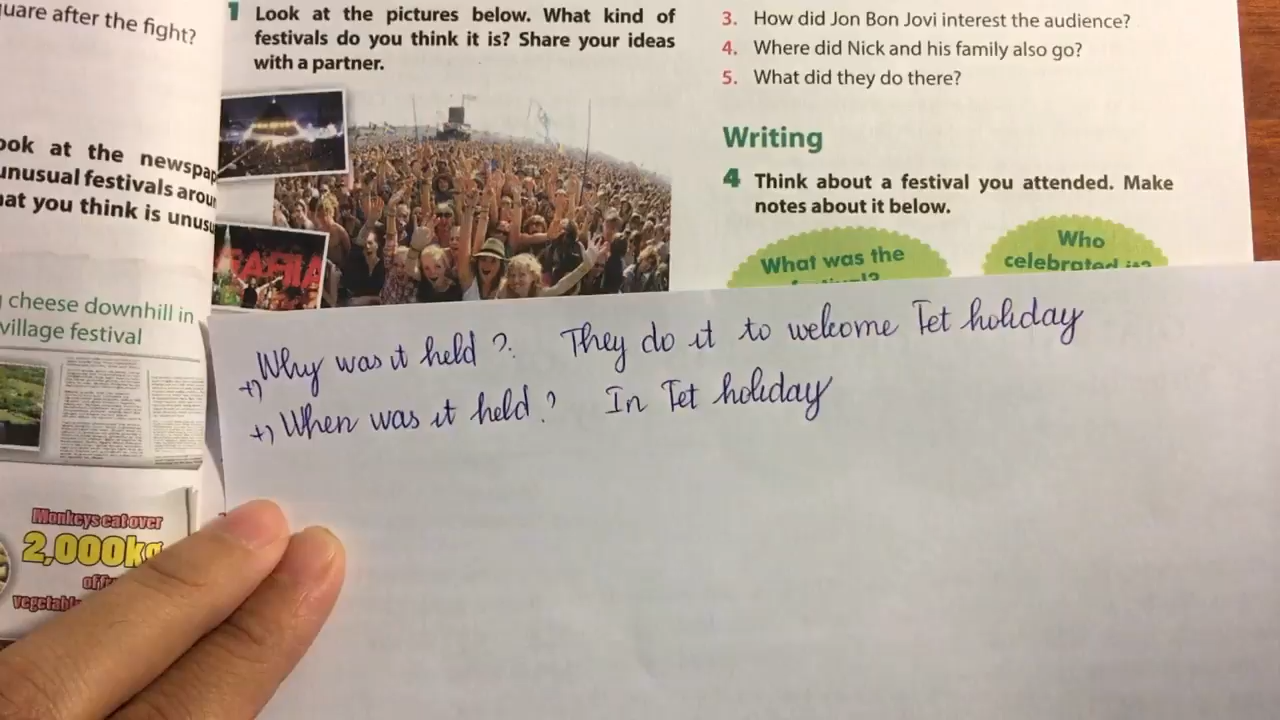 uare after the fight?
ook at the
unusual festivals
at you think is
cheese downhill in
village festival
Monkeys eat over
2,000kg
of
1 Look at the pictures below. What kind of
festivals do you think it is? Share your ideas
with a partner.
3. How did Jon Bon Jovi interest the audience?
4. Where did Nick and his family also go?
5. What did they do there?
Writing
4 Think about a festival you attended. Make
notes about it below.
What was the
Who
celebrated it?
+) Why was it held ? They do it to welcome Tet holiday
+) When was it held ? In Tet holiday